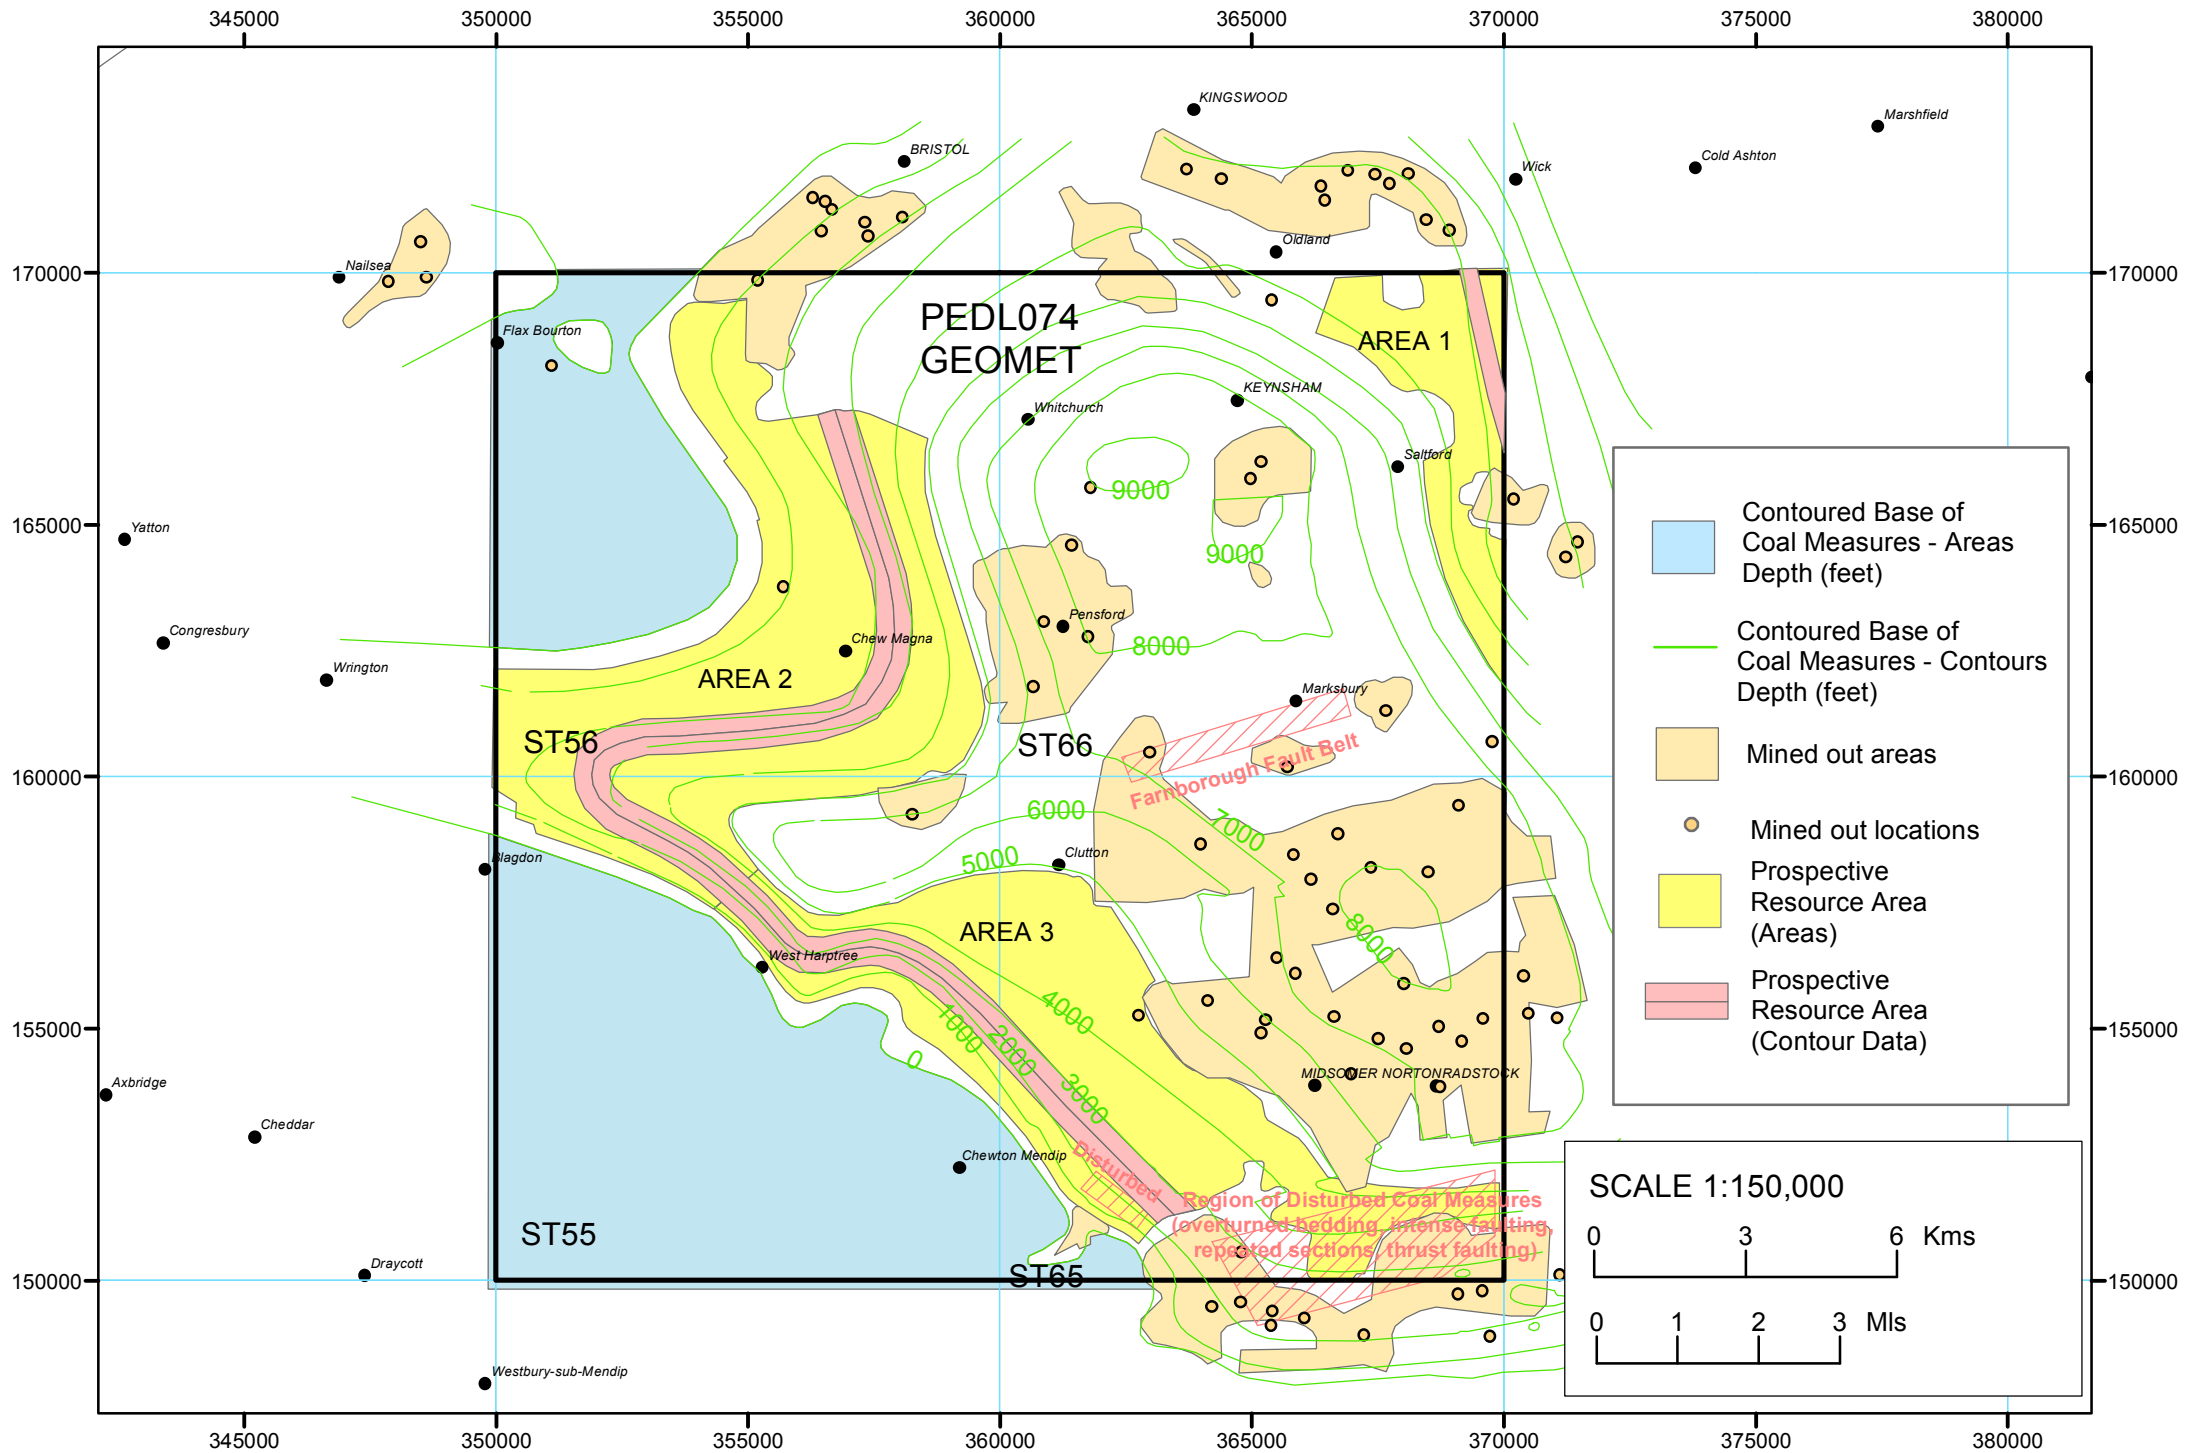 345000 350000 355000 360000 365000 370000 375000 380000
KINGSWOOD
Marshfield
BRISTOL
Cold Ashton
Wick
Oldland
Nailsea
170000 170000
PEDL074
GEOMET
Flax Bourton
AREA 1
KEYNSHAM
Whitchurch
Saltford
9000
165000 165000
Yatton
9000
Pensford
Congresbury
Chew Magna
8000
Wrington
AREA 2
Marksbury
ST56
ST66
Farnborough Fault Belt
160000 160000
6000
7000
5000
Clutton
Blagdon
AREA 3
8000
West Harptree
4000
155000 155000
1000
2000
0
3000
MIDSOMER NORTON
RADSTOCK
Axbridge
Cheddar
Chewton Mendip
Disturbed
Region of Disturbed Coal Measures
(overturned bedding, intense faulting,
repeated sections, thrust faulting)
ST55
Draycott
ST65
150000 150000
Westbury-sub-Mendip
345000 350000 355000 360000 365000 370000 375000 380000
Contoured Base of
Coal Measures - Areas
Depth (feet)
Contoured Base of
Coal Measures - Contours
Depth (feet)
Mined out areas
Mined out locations
Prospective
Resource Area
(Areas)
Prospective
Resource Area
(Contour Data)
SCALE 1:150,000
0 3 6 Kms
0 1 2 3 Mls